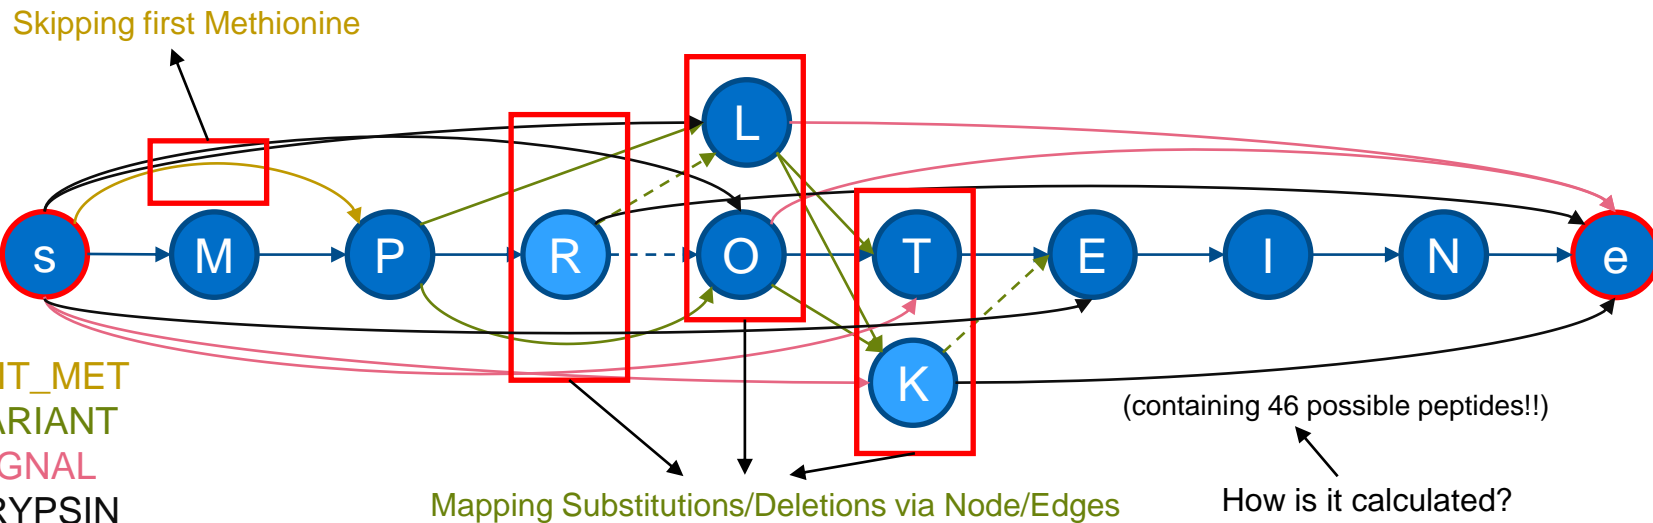 Skipping first Methionine
L
s M P R O T E I N e
K
IT_MET
ARIANT
GNAL
RYPSIN
(containing 46 possible peptides!!)
How is it calculated?
Mapping Substitutions/Deletions via Node/Edges